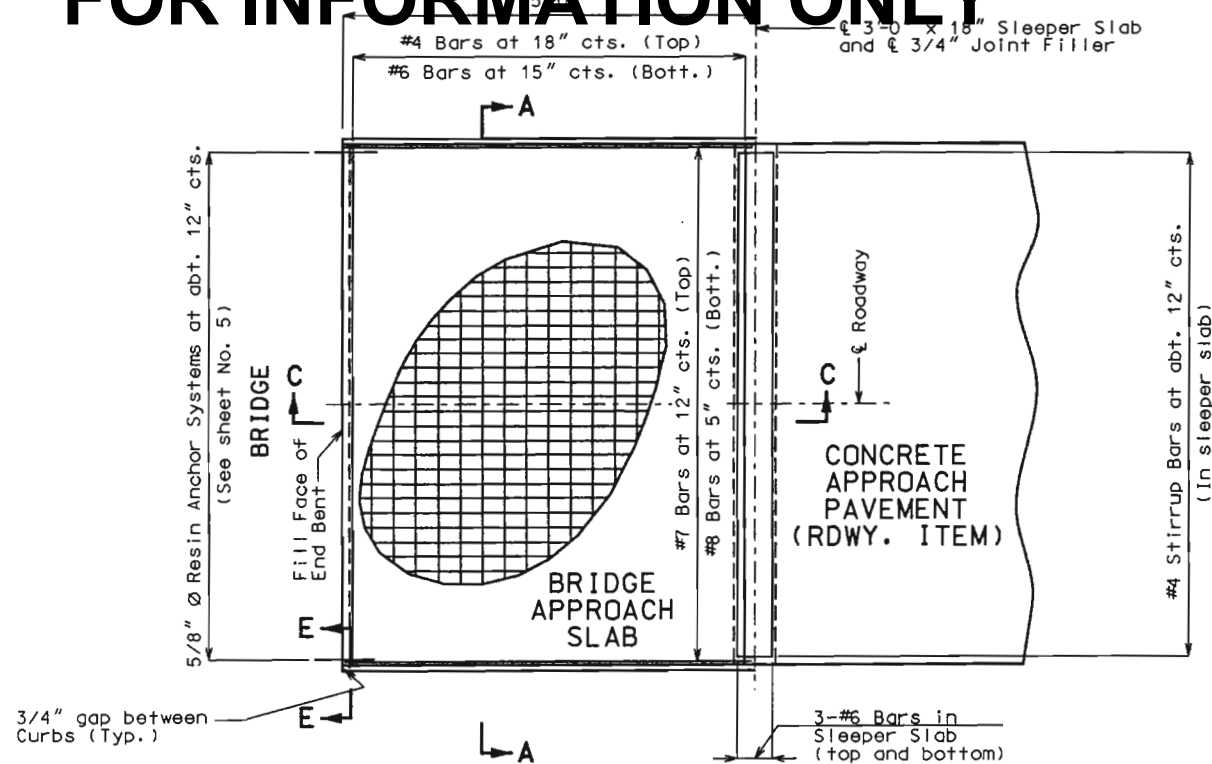 FOR INFORMATION ONLY
℄ 3'-0" x 18" Sleeper Slab
and ℄ 3/4" Joint Filler
#4 Bars at 18" cts. (Top)
#6 Bars at 15" cts. (Bott.)
A
5/8" Ø Resin Anchor Systems at abt. 12" cts.
(See sheet No. 5)
BRIDGE
C
Fill Face of
End Bent
#7 Bars at 12" cts. (Top)
#8 Bars at 5" cts. (Bott.)
℄ Roadway
C
CONCRETE
APPROACH
PAVEMENT
(RDWY. ITEM)
#4 Stirrup Bars at abt. 12" cts.
(In sleeper slab)
BRIDGE
APPROACH
SLAB
E
E
3/4" gap between
Curbs (Typ.)
A
3-#6 Bars in
Sleeper Slab
(top and bottom)